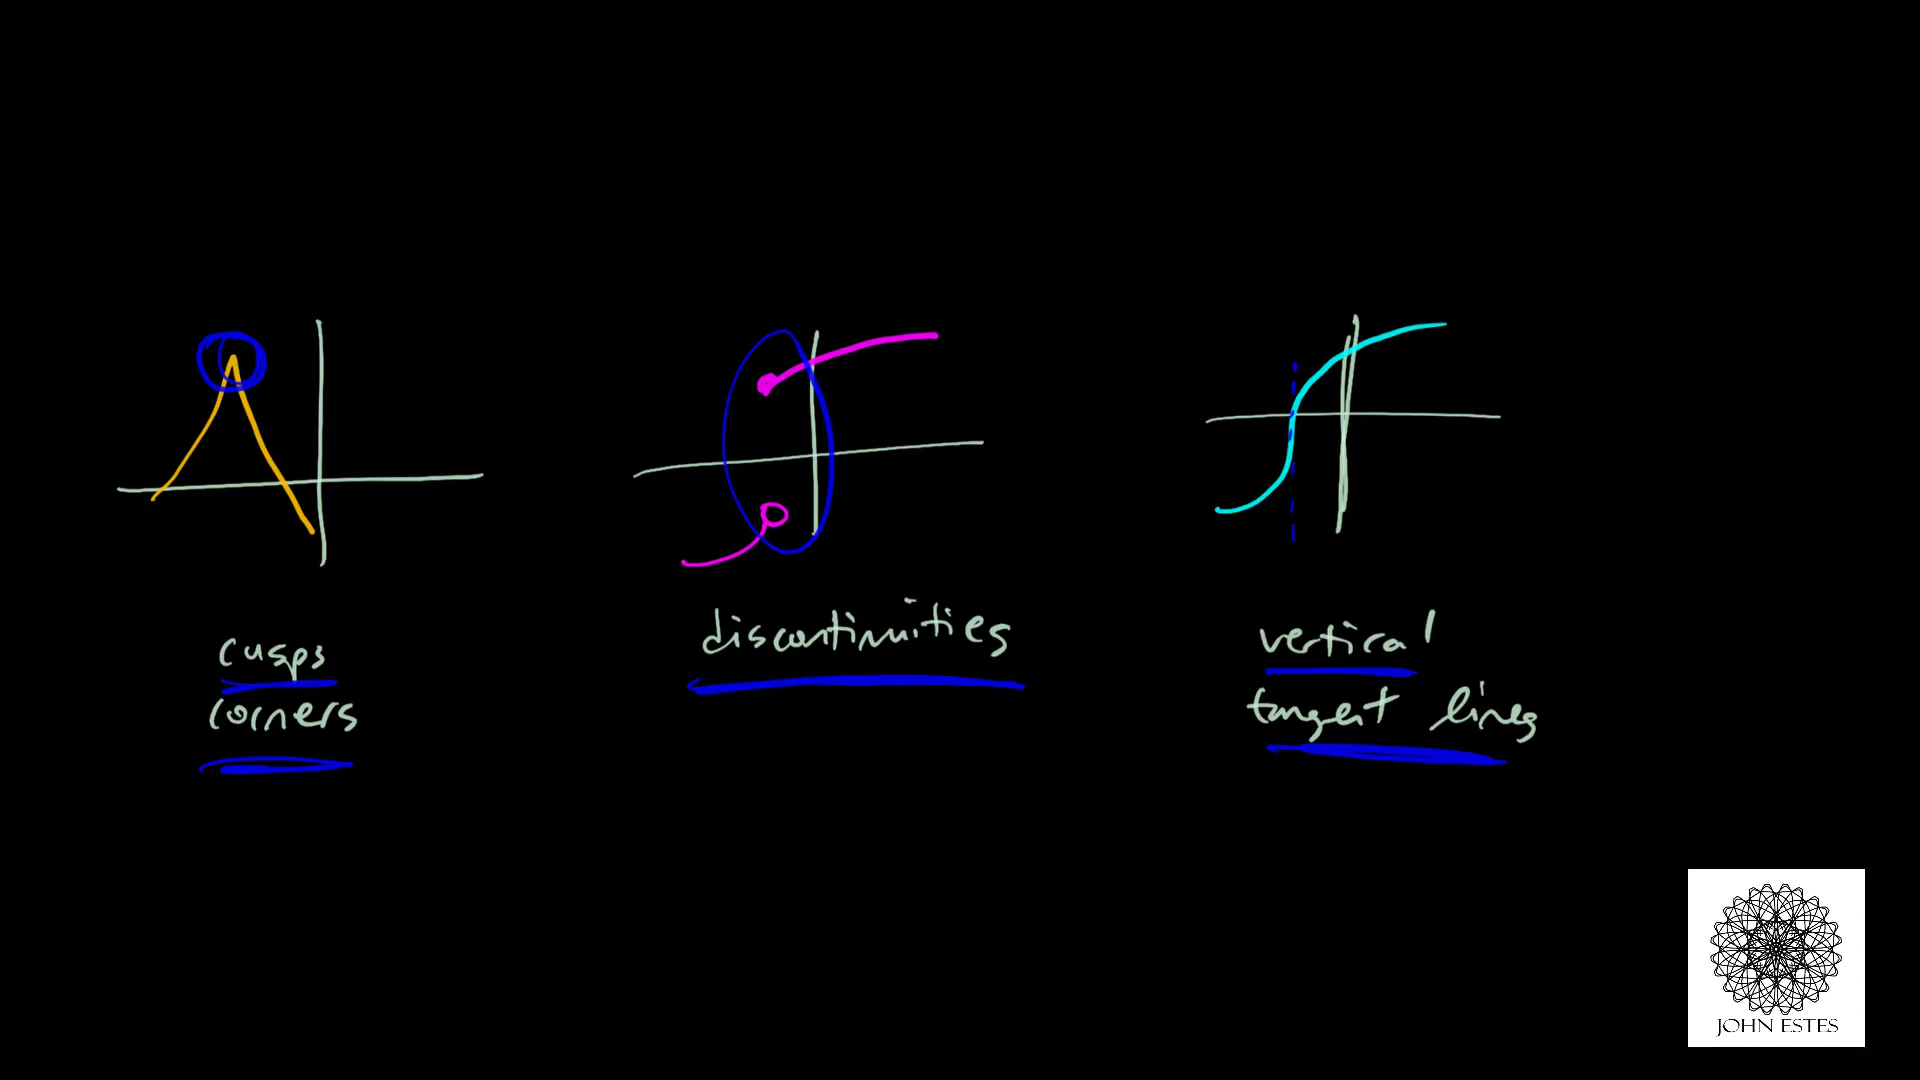 cusps
corners
discontinuities
vertical
tangent lines
JOHN ESTES